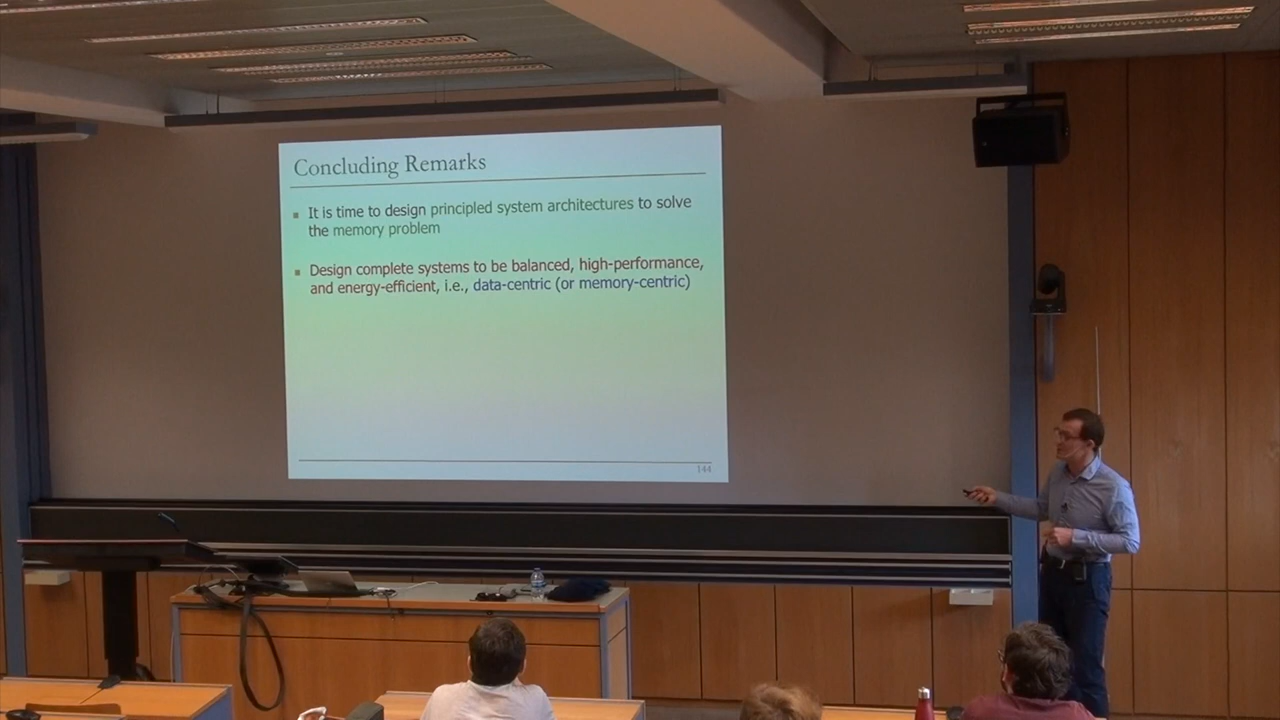 Concluding Remarks
It is time to design principled system architectures to solve
the memory problem
Design complete systems to be balanced, high-performance,
and energy-efficient, i.e., data-centric (or memory-centric)
144